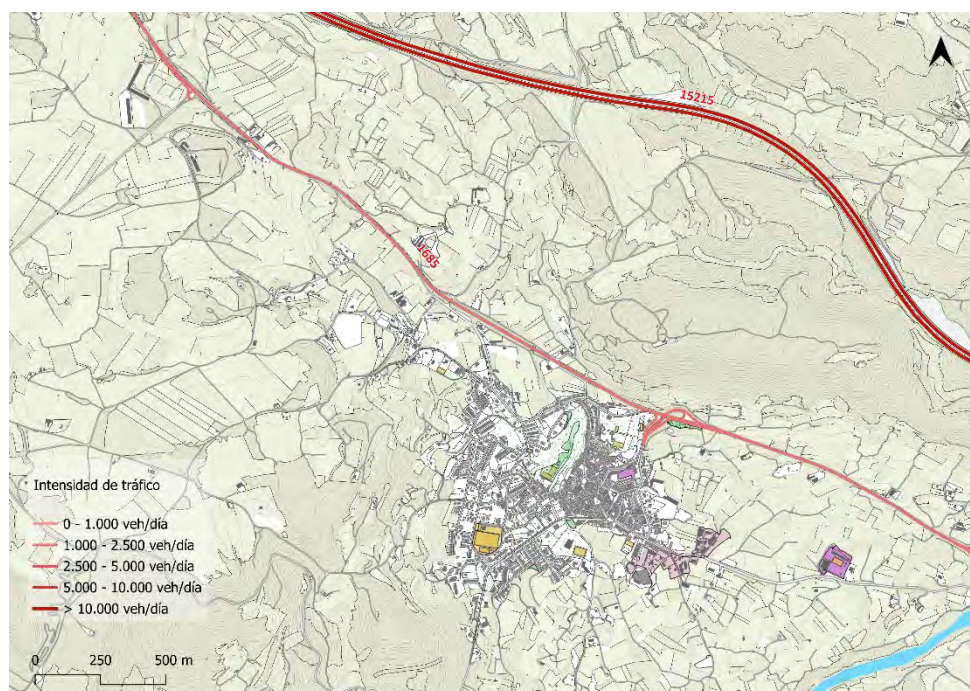 15215
1685
Intensidad de tráfico
0 - 1.000 veh/día
1.000 - 2.500 veh/día
2.500 - 5.000 veh/día
5.000 - 10.000 veh/día
> 10.000 veh/día
0 250 500 m